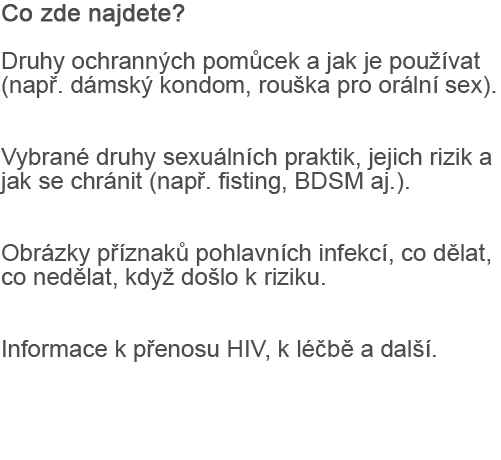 Co zde najdete?
Druhy ochranných pomůcek a jak je používat
(např. dámský kondom, rouška pro orální sex).
Vybrané druhy sexuálních praktik, jejich rizik a
jak se chránit (např. fisting, BDSM aj.).
Obrázky příznaků pohlavních infekcí, co dělat,
co nedělat, když došlo k riziku.
Informace k přenosu HIV, k léčbě a další.